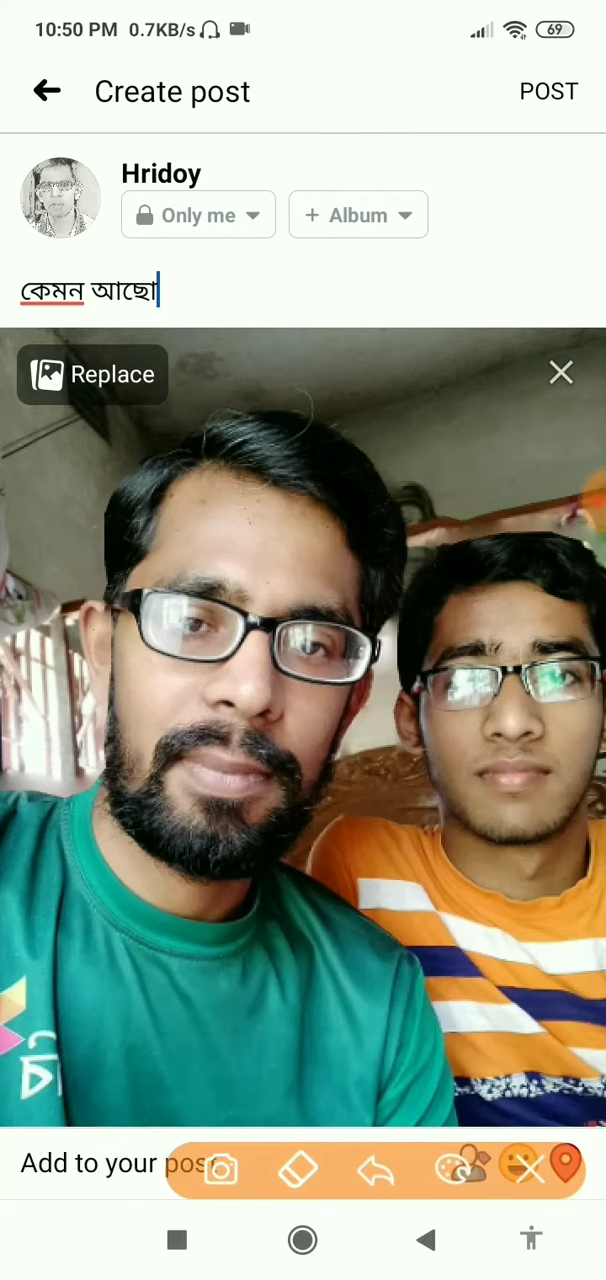 10:50 PM 0.7KB/s 69
Create post POST
Hridoy
Only me + Album
কেমন আছো
Replace
Add to your post